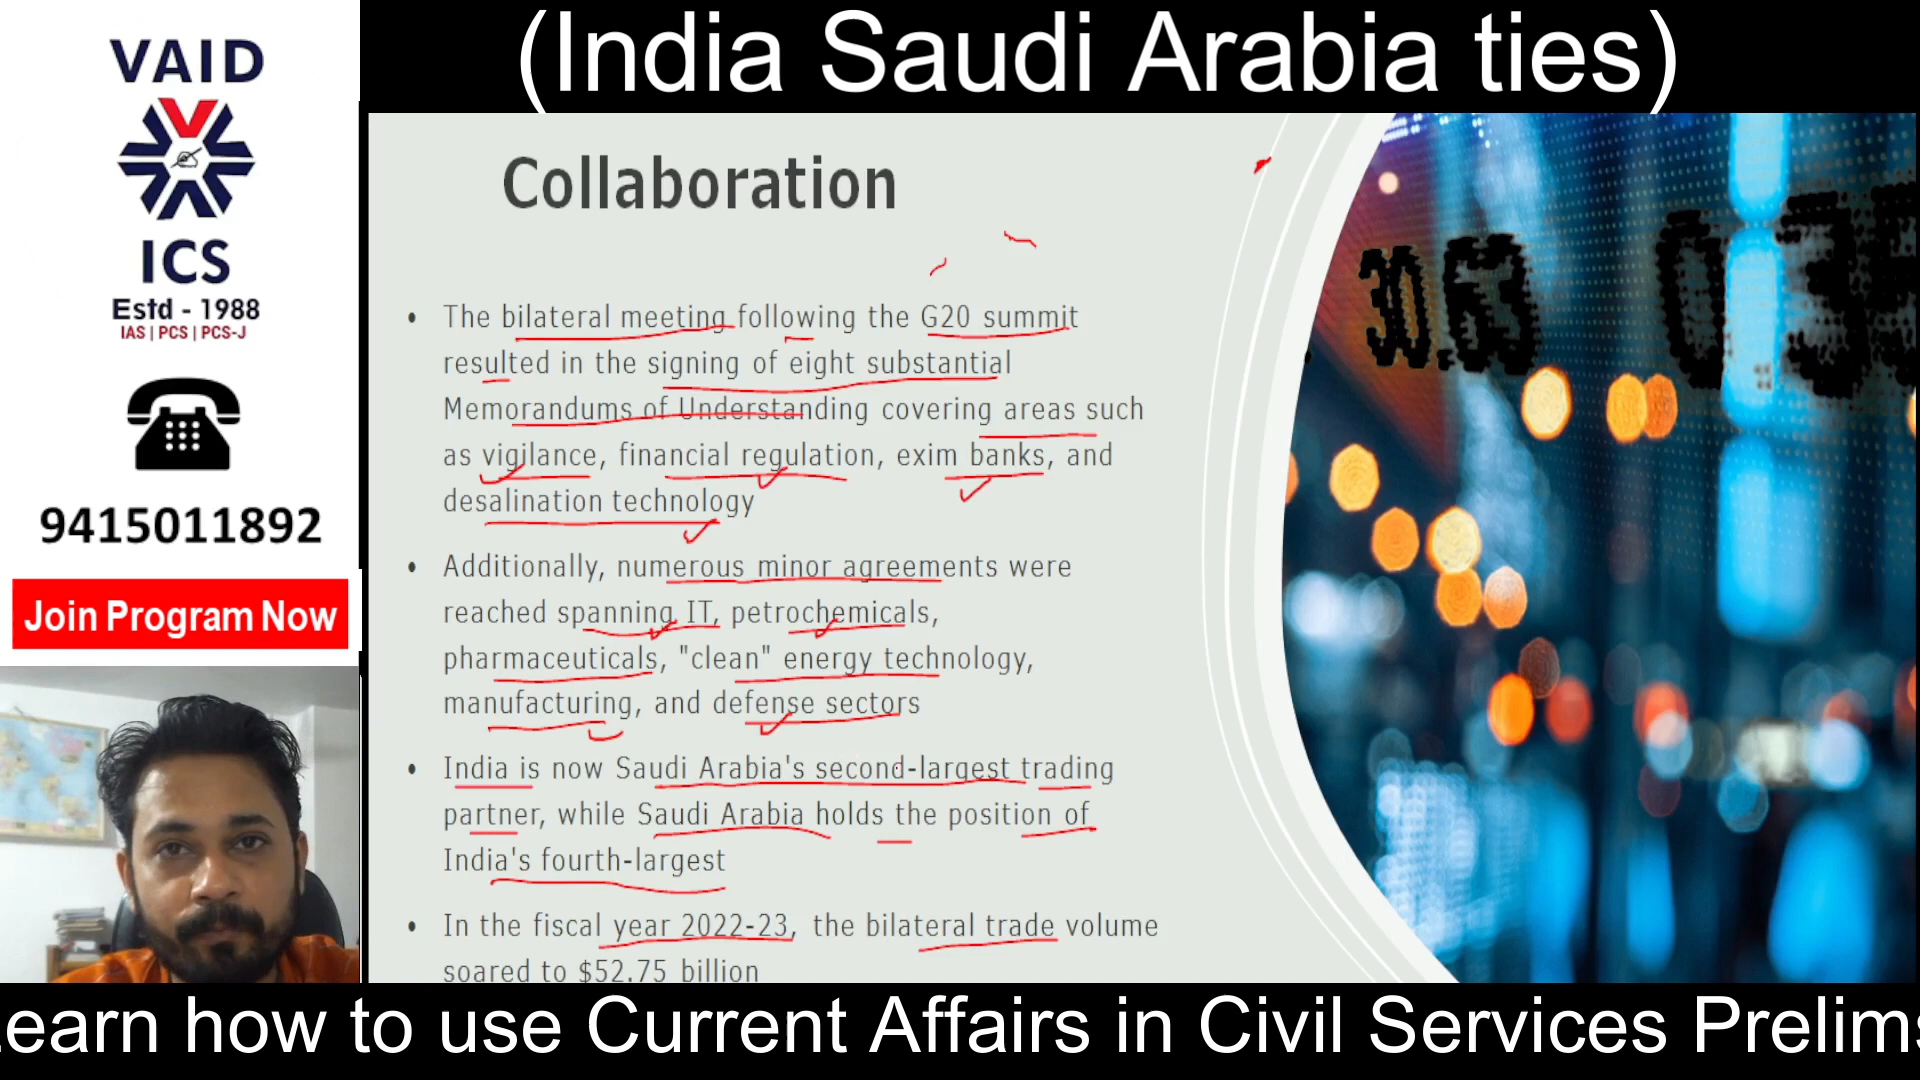 (India Saudi Arabia ties)
VAID
ICS
Estd - 1988
IAS | PCS | PCS-J
9415011892
Join Program Now
Collaboration
• The bilateral meeting following the G20 summit
resulted in the signing of eight substantial
Memorandums of Understanding covering areas such
as vigilance, financial regulation, exim banks, and
desalination technology
• Additionally, numerous minor agreements were
reached spanning IT, petrochemicals,
pharmaceuticals, "clean" energy technology,
manufacturing, and defense sectors
• India is now Saudi Arabia's second-largest trading
partner, while Saudi Arabia holds the position of
India's fourth-largest
• In the fiscal year 2022-23, the bilateral trade volume
soared to $52.75 billion
30.63
earn how to use Current Affairs in Civil Services Prelims